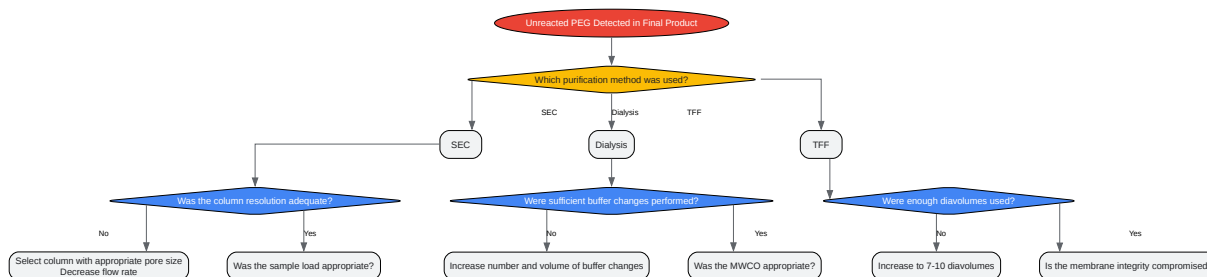 Unreacted PEG Detected in Final Product
Which purification method was used?
SEC
Dialysis
TFF
SEC
Dialysis
TFF
Was the column resolution adequate?
Were sufficient buffer changes performed?
Were enough diavolumes used?
No
Yes
No
Yes
No
Yes
Select column with appropriate pore size
Decrease flow rate
Was the sample load appropriate?
Increase number and volume of buffer changes
Was the MWCO appropriate?
Increase to 7-10 diavolumes
Is the membrane integrity compromised